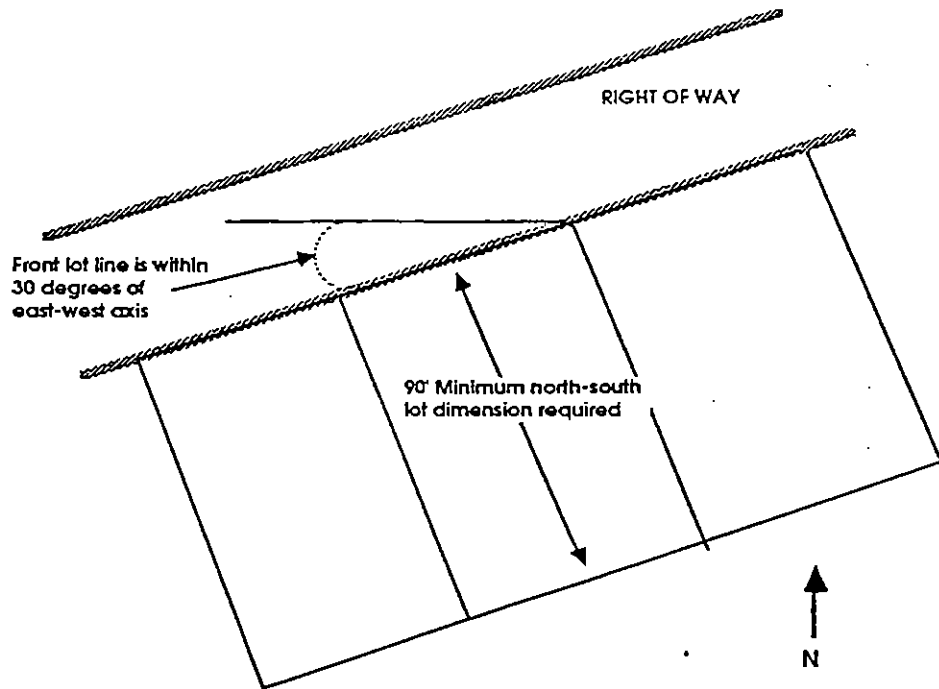 RIGHT OF WAY
Front lot line is within
30 degrees of
east-west axis
90' Minimum north-south
lot dimension required
N